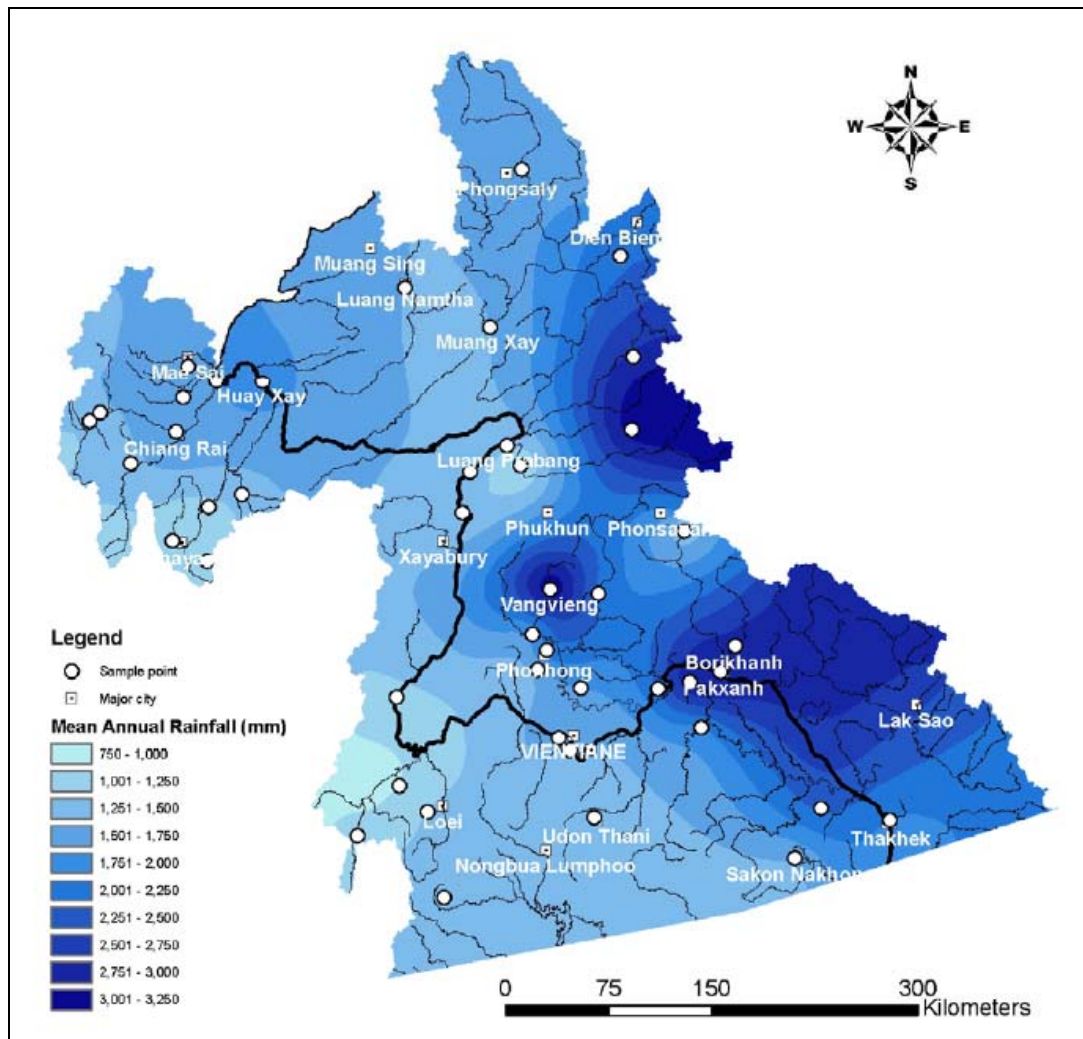 N
W E
S
Phongsaly
Dien Bien
Muang Sing
Luang Namtha
Muang Xay
Mae Sai
Huay Xay
Chiang Rai
Luang Prabang
Phukhun
Xayabury
Vangvieng
Legend
Sample point
Major city
Phonhong
Borikhanh
Pakxanh
Lak Sao
Mean Annual Rainfall (mm)
750 - 1,000
1,001 - 1,250
1,251 - 1,500
1,501 - 1,750
1,751 - 2,000
2,001 - 2,250
2,251 - 2,500
2,501 - 2,750
2,751 - 3,000
3,001 - 3,250
VIENTIANE
Loei
Udon Thani
Thakhek
Nongbua Lumphoo
Sakon Nakhon
0 75 150 300
Kilometers